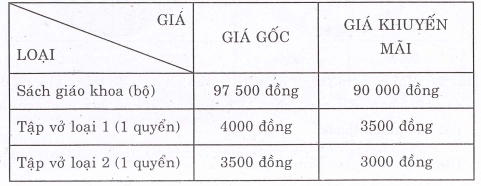 GIÁ
LOẠI
GIÁ GỐC
GIÁ KHUYẾN
MÃI
Sách giáo khoa (bộ) 97 500 đồng 90 000 đồng
Tập vở loại 1 (1 quyển) 4000 đồng 3500 đồng
Tập vở loại 2 (1 quyển) 3500 đồng 3000 đồng